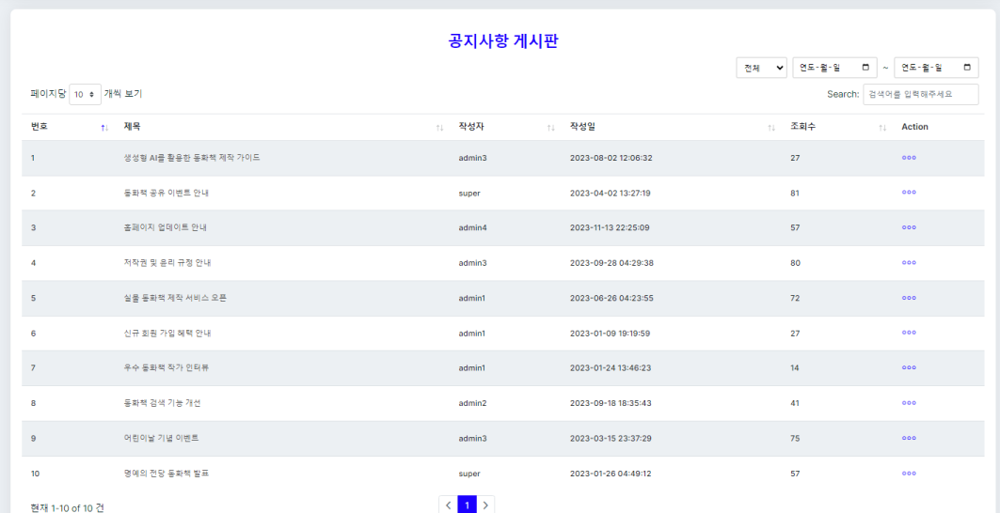 공지사항 게시판
전체 연도-월-일 ~ 연도-월-일
페이지당 10 개씩 보기 Search: 검색어를 입력해주세요
번호 제목 작성자 작성일 조회수 Action
1 생성형 AI를 활용한 동화책 제작 가이드 admin3 2023-08-02 12:06:32 27
2 동화책 공유 이벤트 안내 super 2023-04-02 13:27:19 81
3 홈페이지 업데이트 안내 admin4 2023-11-13 22:25:09 57
4 저작권 및 윤리 규정 안내 admin3 2023-09-28 04:29:38 80
5 실물 동화책 제작 서비스 오픈 admin1 2023-06-26 04:23:55 72
6 신규 회원 가입 혜택 안내 admin1 2023-01-09 19:19:59 27
7 우수 동화책 작가 인터뷰 admin1 2023-01-24 13:46:23 14
8 동화책 검색 기능 개선 admin2 2023-09-18 18:35:43 41
9 어린이날 기념 이벤트 admin3 2023-03-15 23:37:29 75
10 명예의 전당 동화책 발표 super 2023-01-26 04:49:12 57
현재 1-10 of 10 건 1